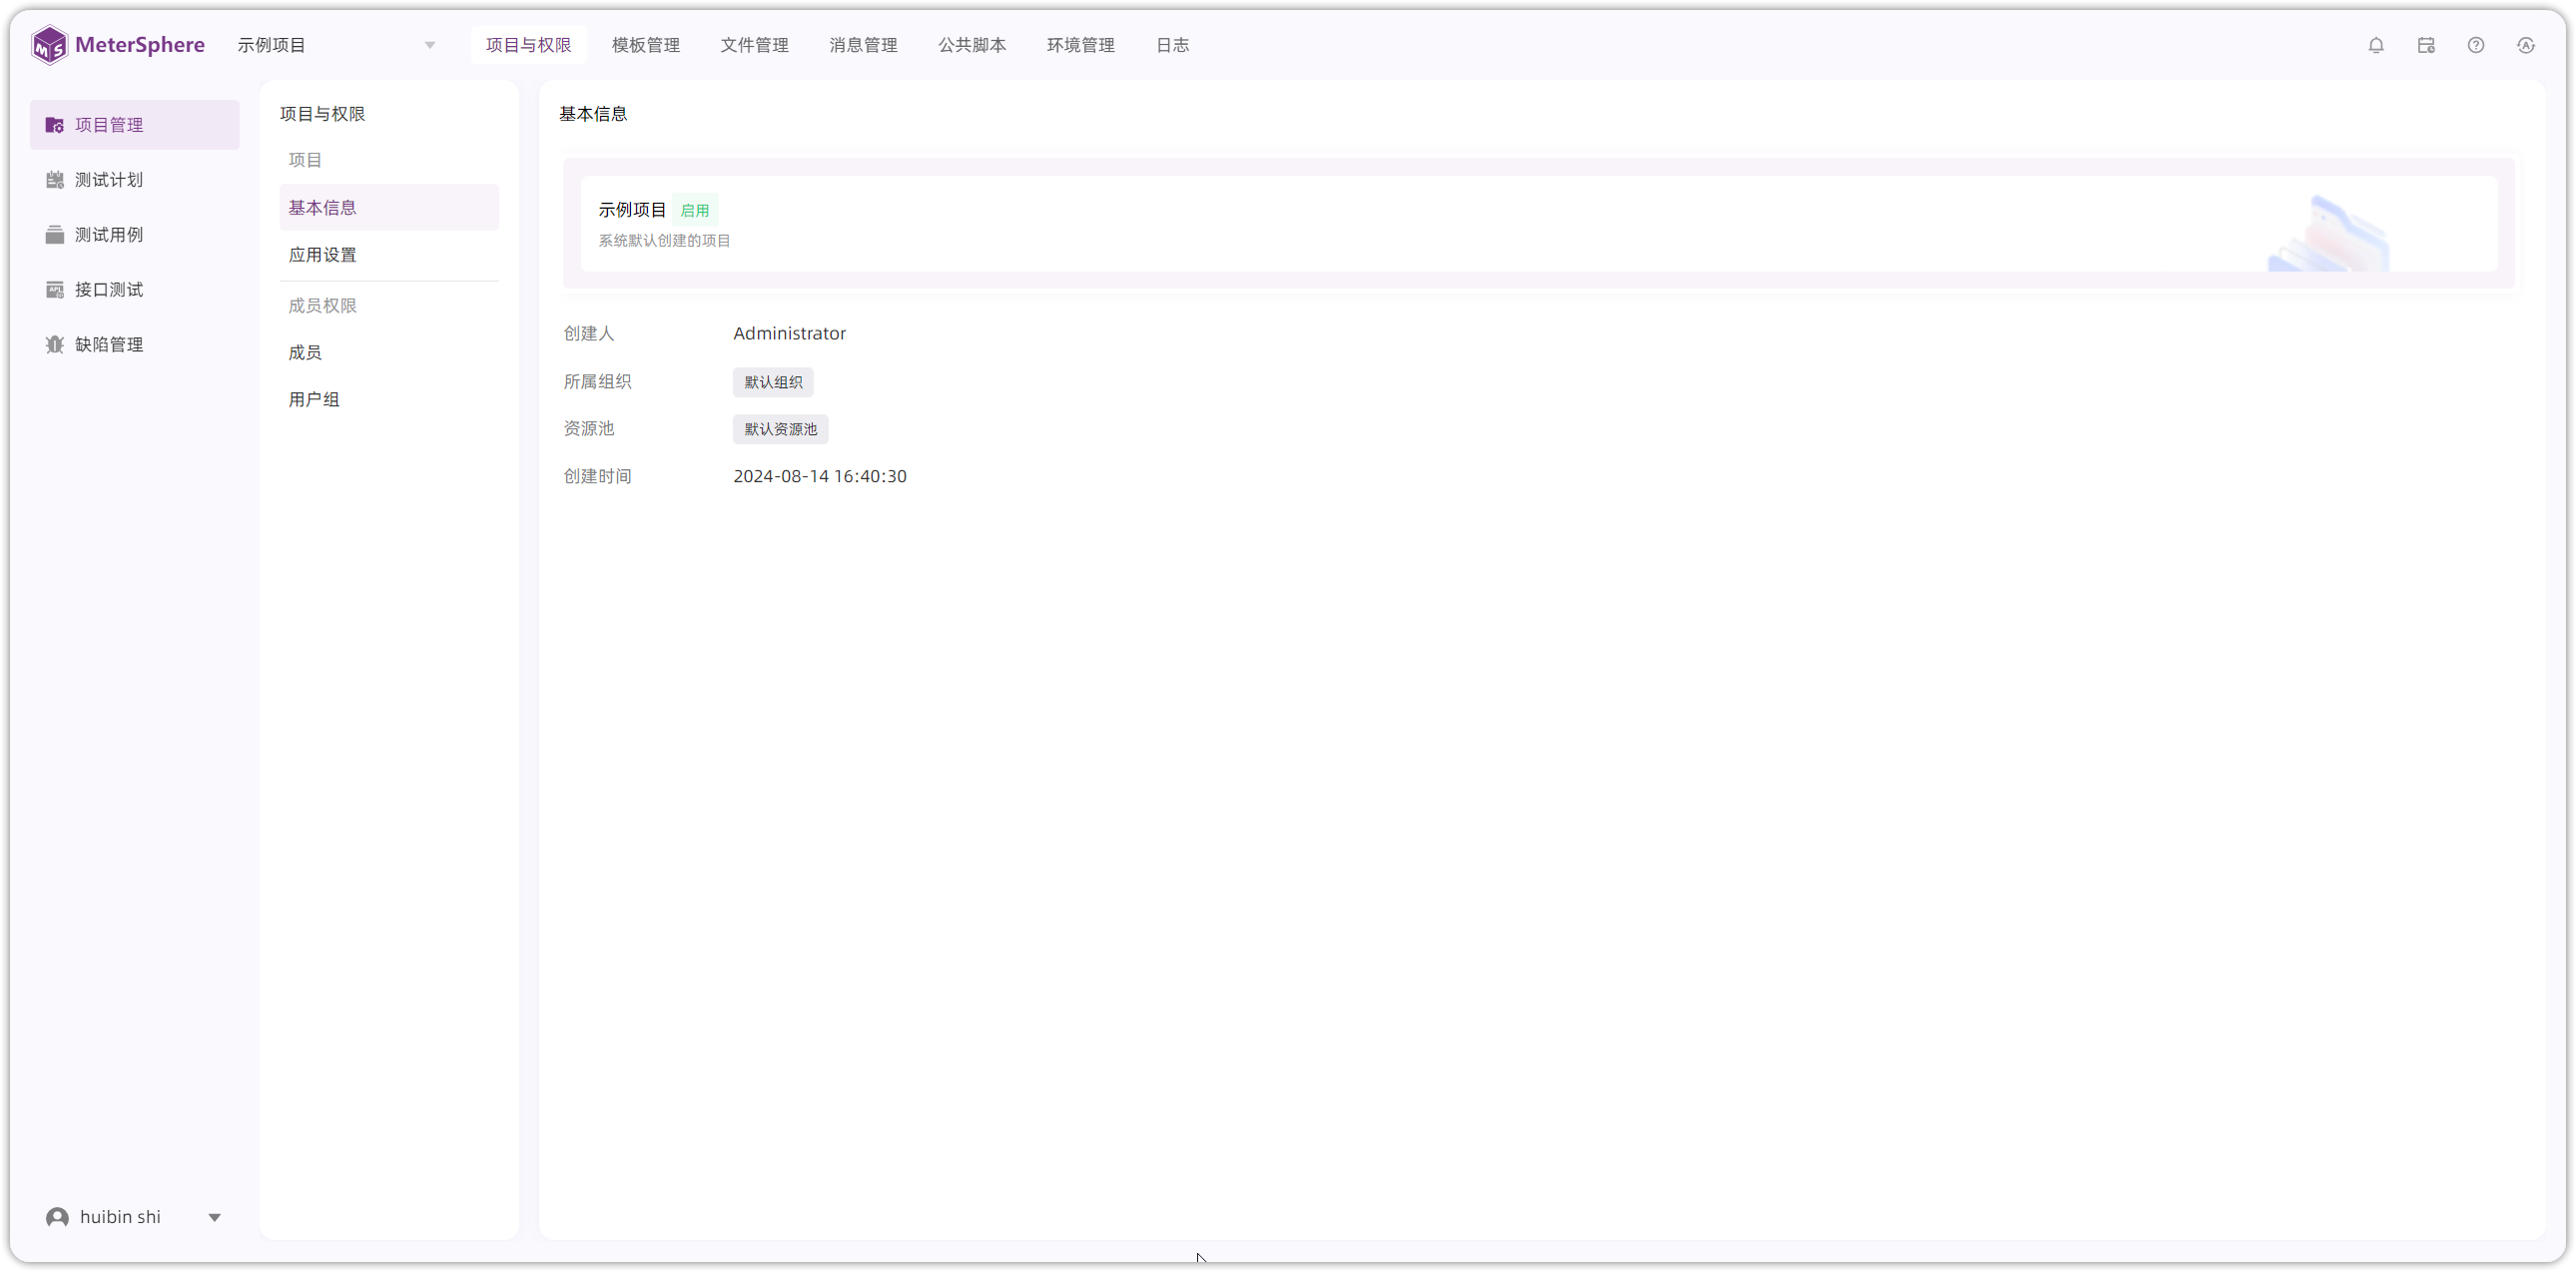 MeterSphere 示例项目 项目与权限 模板管理 文件管理 消息管理 公共脚本 环境管理 日志
项目管理
测试计划
测试用例
接口测试
缺陷管理
huibin shi
项目与权限
项目
基本信息
应用设置
成员权限
成员
用户组
基本信息
示例项目 启用
系统默认创建的项目
创建人 Administrator
所属组织 默认组织
资源池 默认资源池
创建时间 2024-08-14 16:40:30